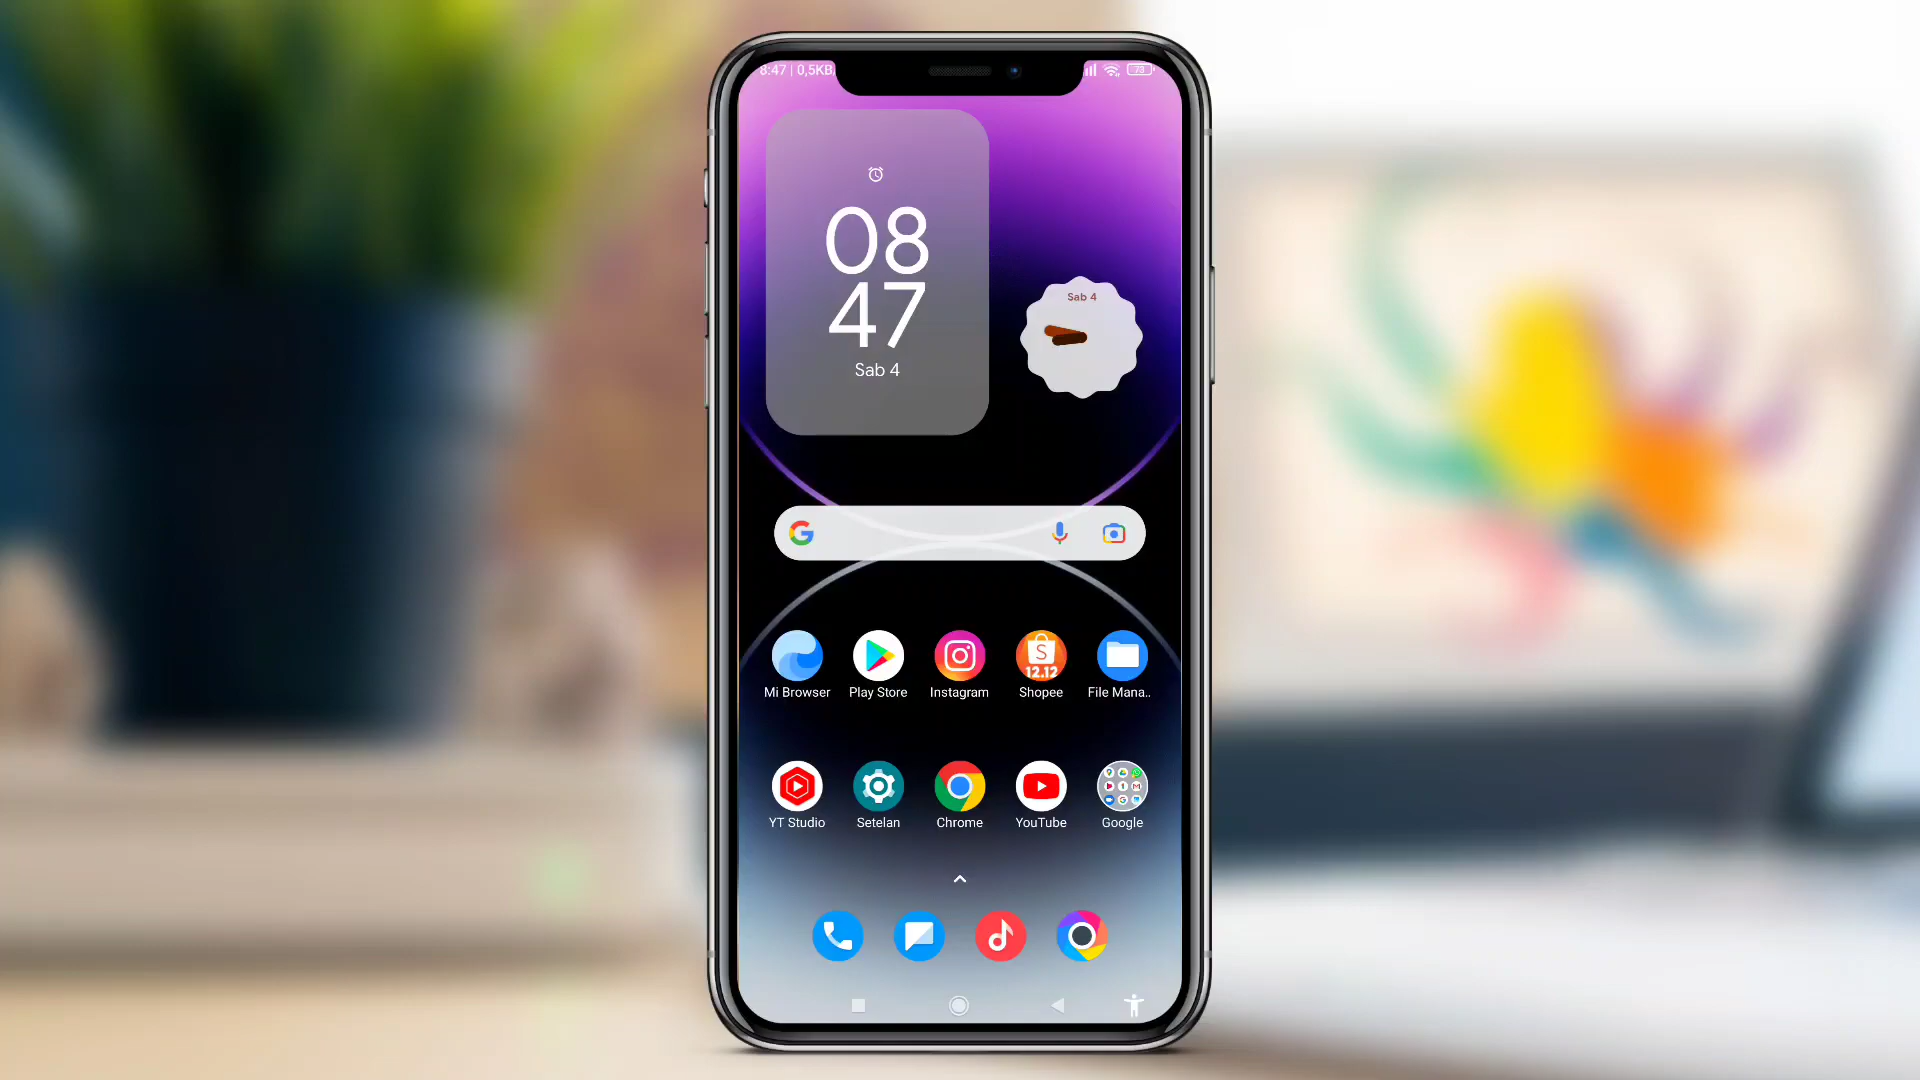 8:47 | 0,5KB
73
08
47
Sab 4
Sab 4
Mi Browser
Play Store
Instagram
S
12.12
Shopee
File Mana..
YT Studio
Setelan
Chrome
YouTube
Google